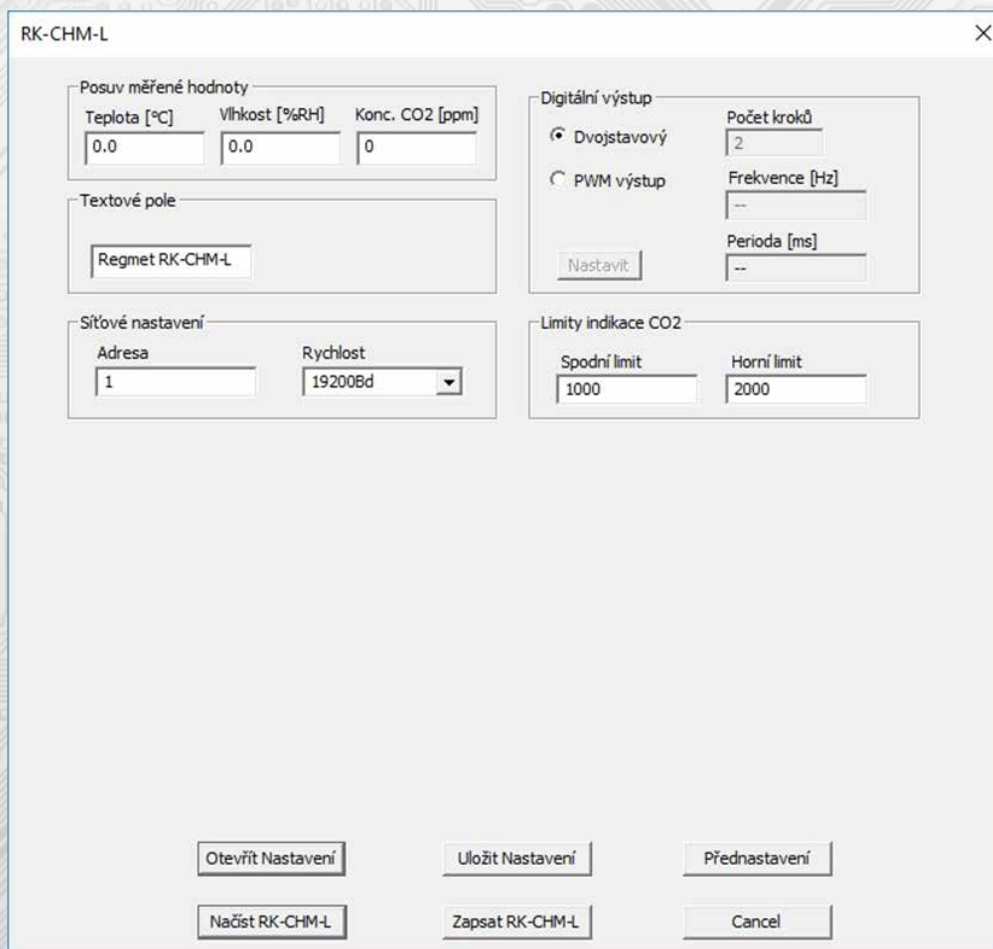 RK-CHM-L
Posuv měřené hodnoty
Teplota [°C]
Vlhkost [%RH]
Konc. CO2 [ppm]
0.0
0.0
0
Textové pole
Regmet RK-CHM-L
Síťové nastavení
Adresa
Rychlost
1
19200Bd
Digitální výstup
Dvojstavový
Počet kroků
2
PWM výstup
Frekvence [Hz]
--
Perioda [ms]
Nastavit
--
Limity indikace CO2
Spodní limit
Horní limit
1000
2000
Otevřít Nastavení
Uložit Nastavení
Přednastavení
Načíst RK-CHM-L
Zapsat RK-CHM-L
Cancel